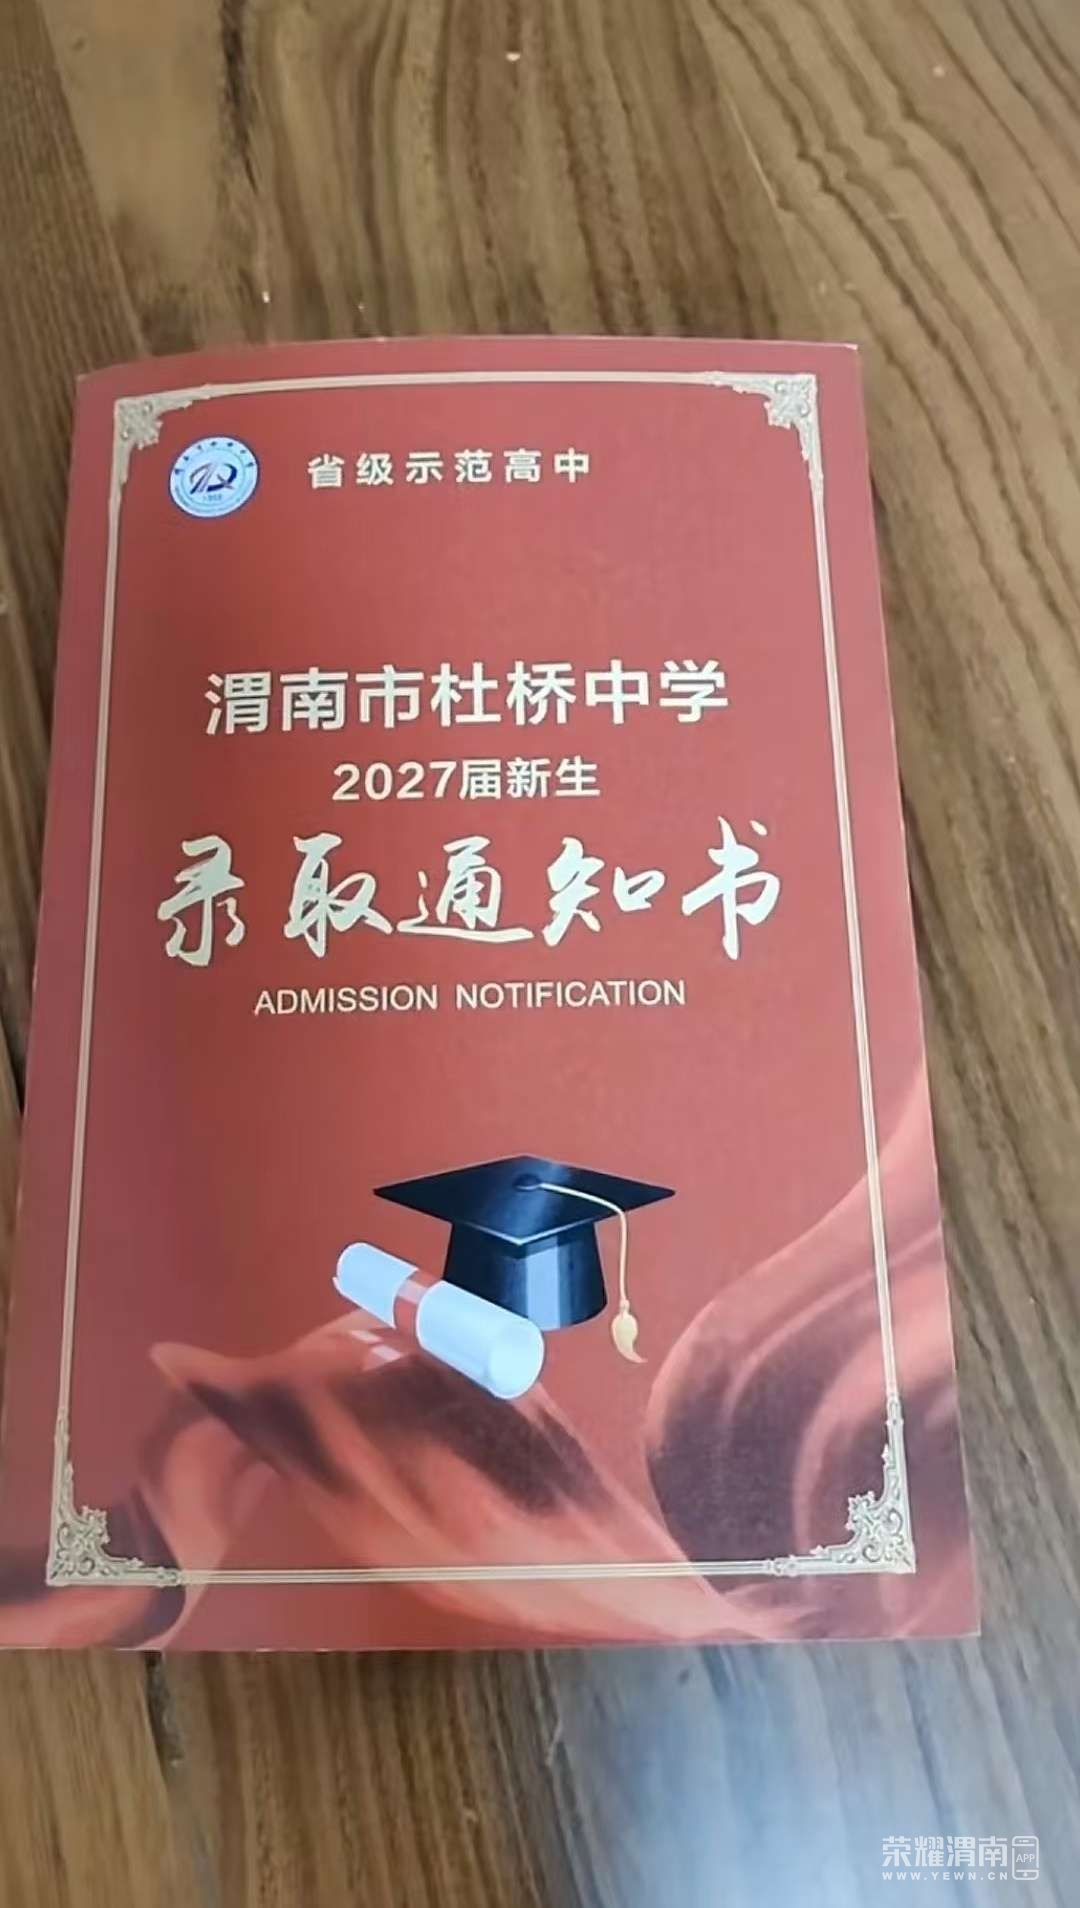 省级示范高中
渭南市杜桥中学
2027届新生
录取通知书
ADMISSION NOTIFICATION
荣耀渭南
APP
WWW.YEWN.CN